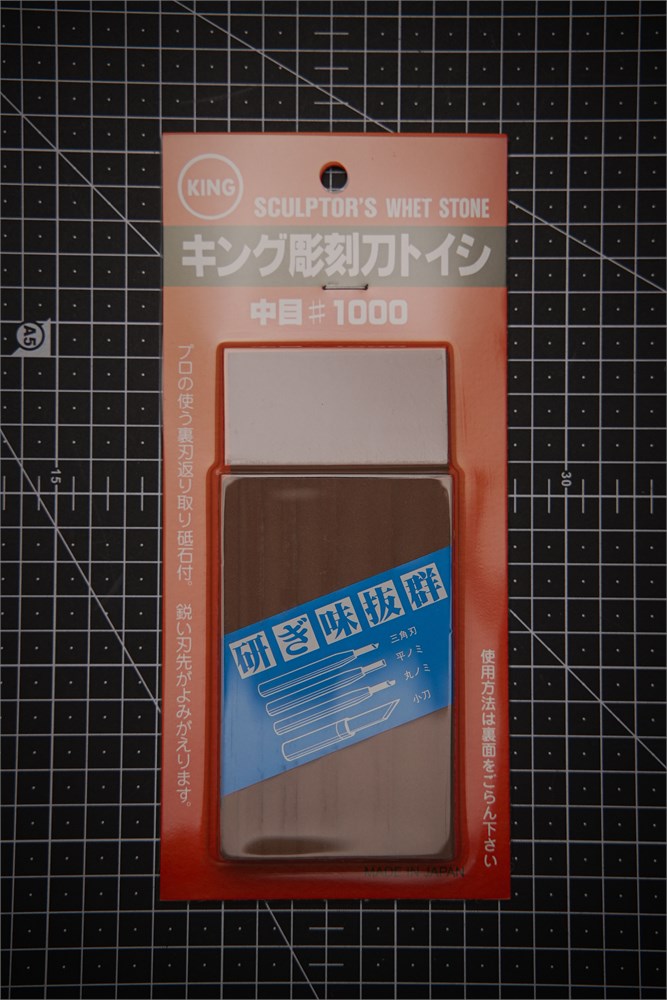 KING
SCULPTOR'S WHET STONE
キング彫刻刀トイシ
中目♯1000
プロの使う裏刃返り取り砥石付。 鋭い刃先がよみがえります。
研ぎ味抜群
三角刃
平ノミ
丸ノミ
小刀
使用方法は裏面をごらん下さい
MADE IN JAPAN
A5
15
30